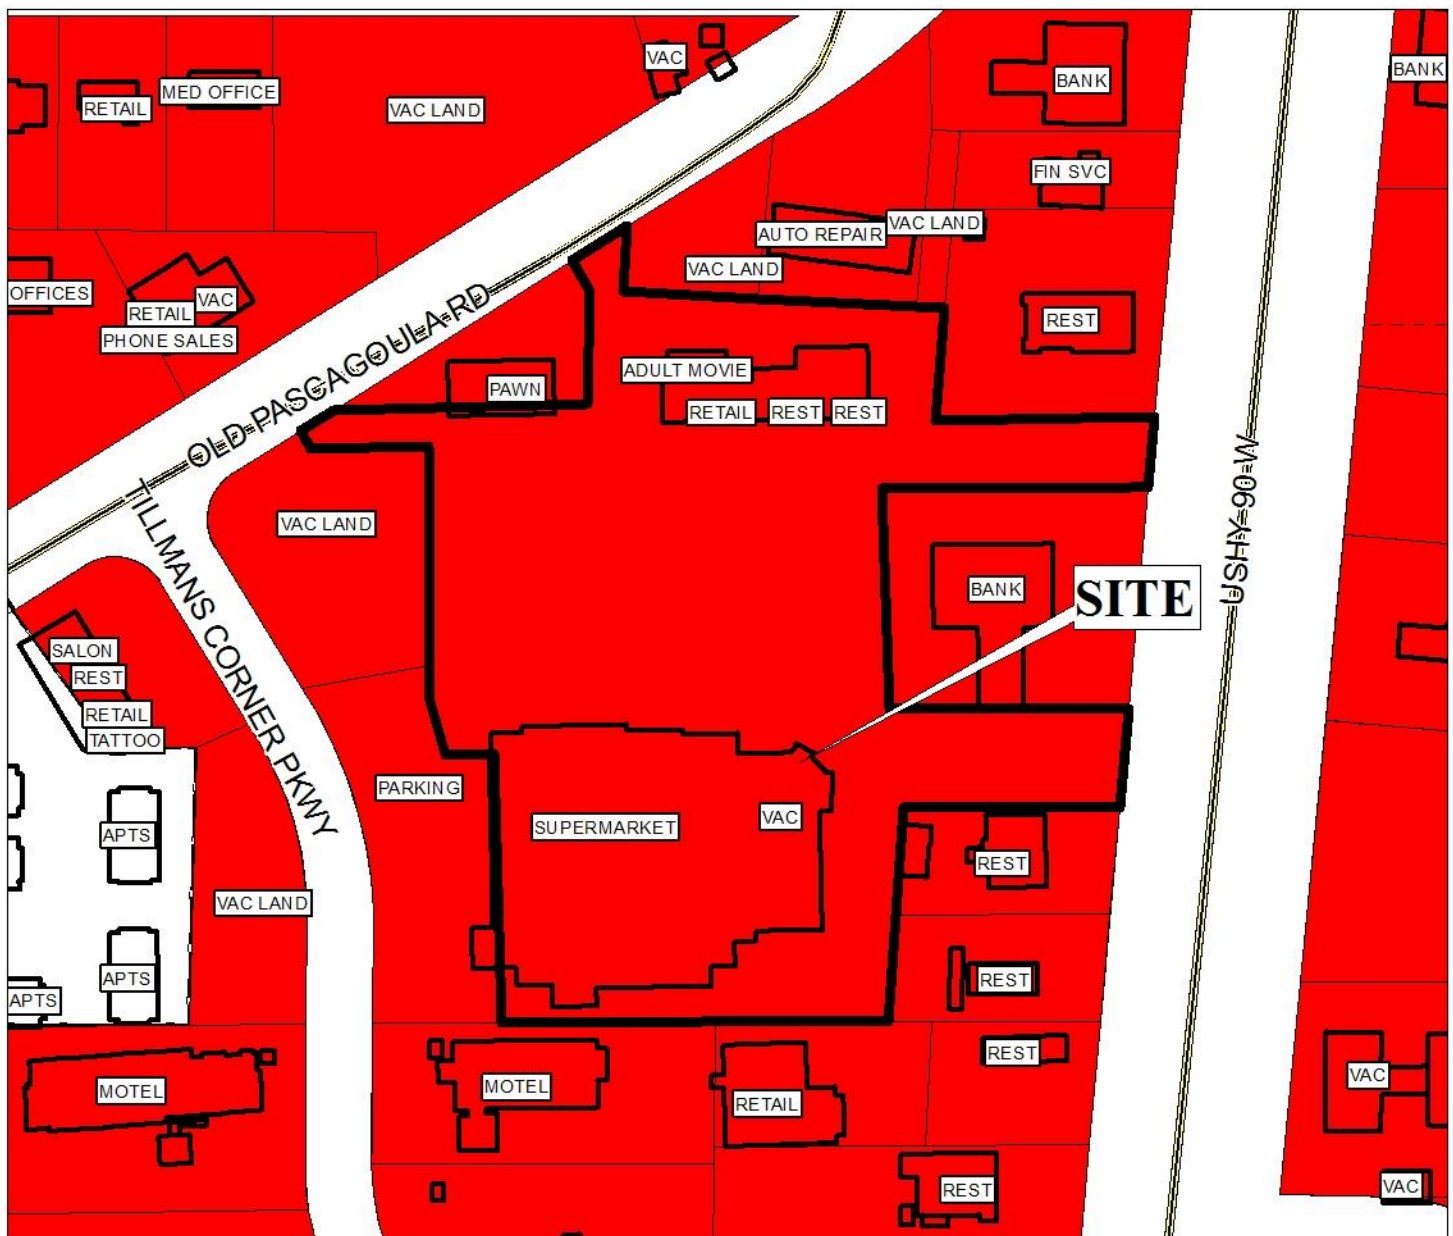 VAC
BANK
BANK
MED OFFICE
RETAIL
VAC LAND
FIN SVC
AUTO REPAIR
VAC LAND
VAC LAND
OFFICES
VAC
RETAIL
PHONE SALES
REST
OLD PASCAGOULA RD
ADULT MOVIE
PAWN
RETAIL
REST
REST
VAC LAND
USHY 90 W
BANK
SITE
TILLMANS CORNER PKWY
SALON
REST
RETAIL
TATTOO
PARKING
SUPERMARKET
VAC
APTS
REST
VAC LAND
APTS
APTS
REST
REST
MOTEL
MOTEL
RETAIL
VAC
REST
VAC